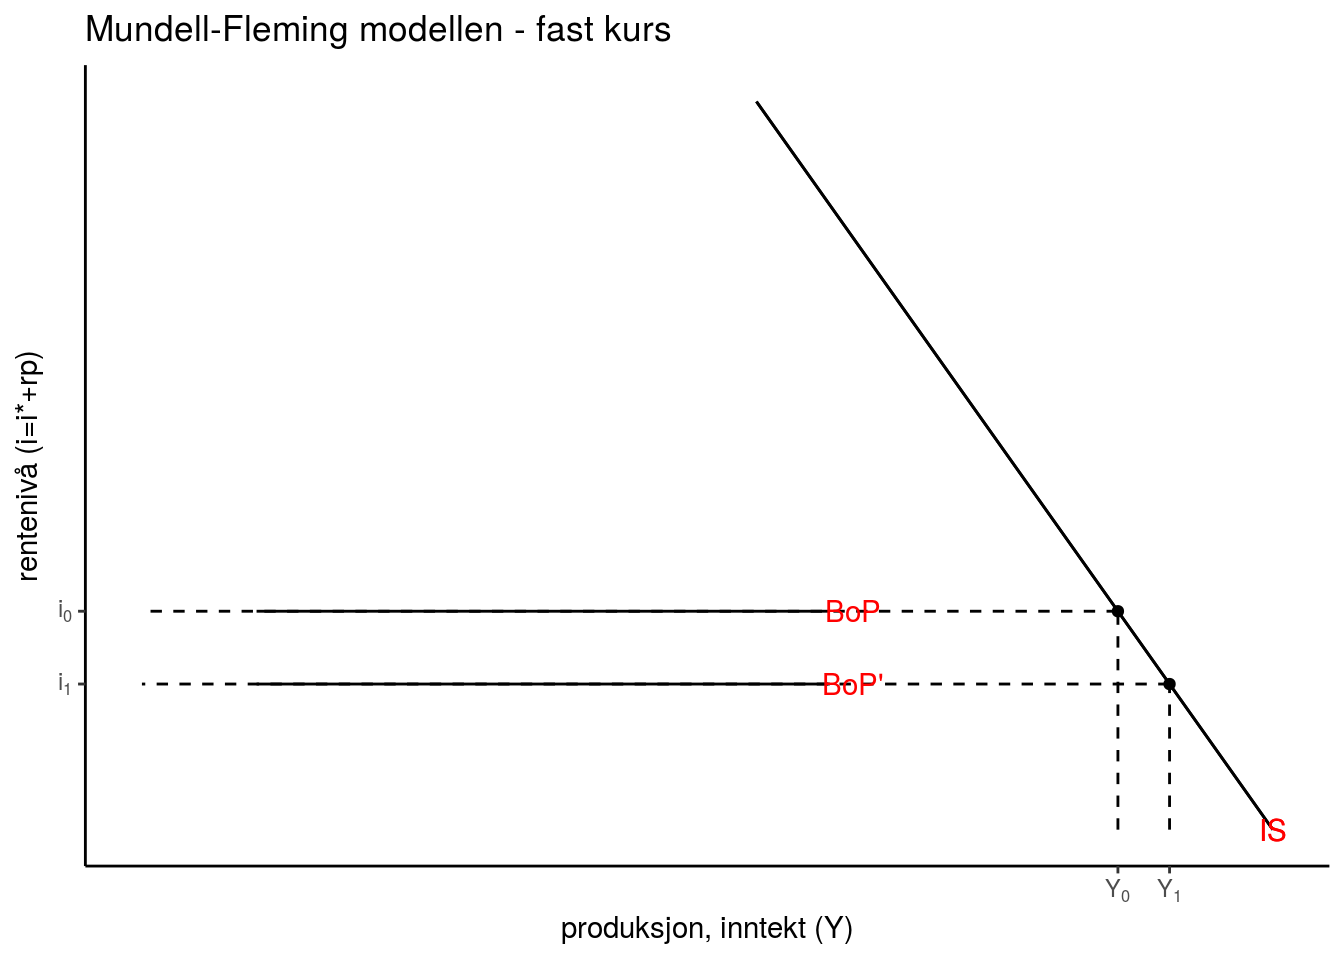 Mundell-Fleming modellen - fast kurs
rentenivå (i=i*+rp)
i₀
BoP
i₁
BoP'
IS
Y₀ Y₁
produksjon, inntekt (Y)